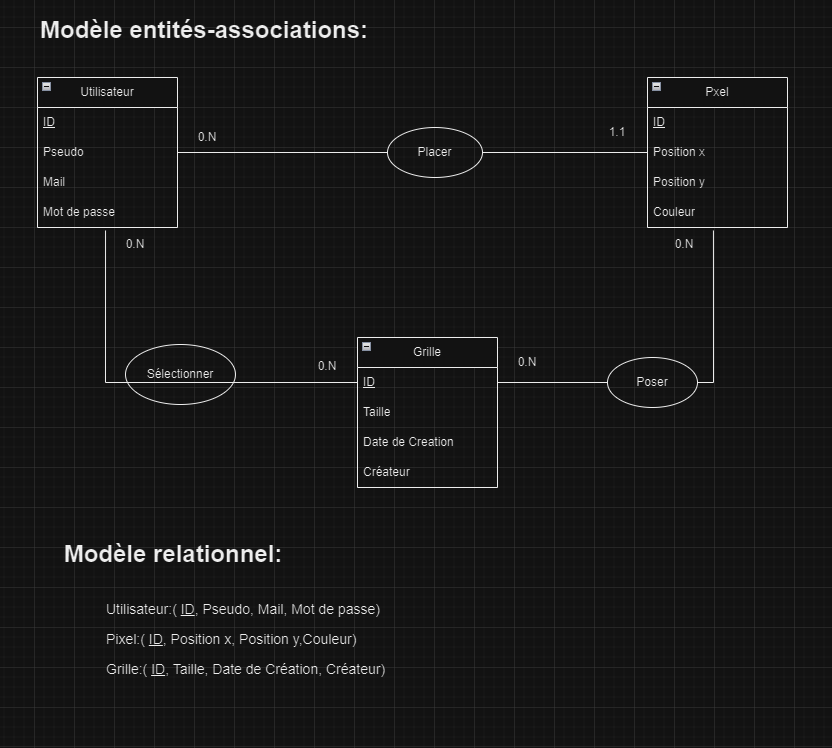 Modèle entités-associations:
Utilisateur
ID
Pseudo
Mail
Mot de passe
0.N
Placer
1.1
Pxel
ID
Position x
Position y
Couleur
0.N
0.N
Sélectionner
0.N
Grille
ID
Taille
Date de Creation
Créateur
0.N
Poser
Modèle relationnel:
Utilisateur:( ID, Pseudo, Mail, Mot de passe)
Pixel:( ID, Position x, Position y,Couleur)
Grille:( ID, Taille, Date de Création, Créateur)